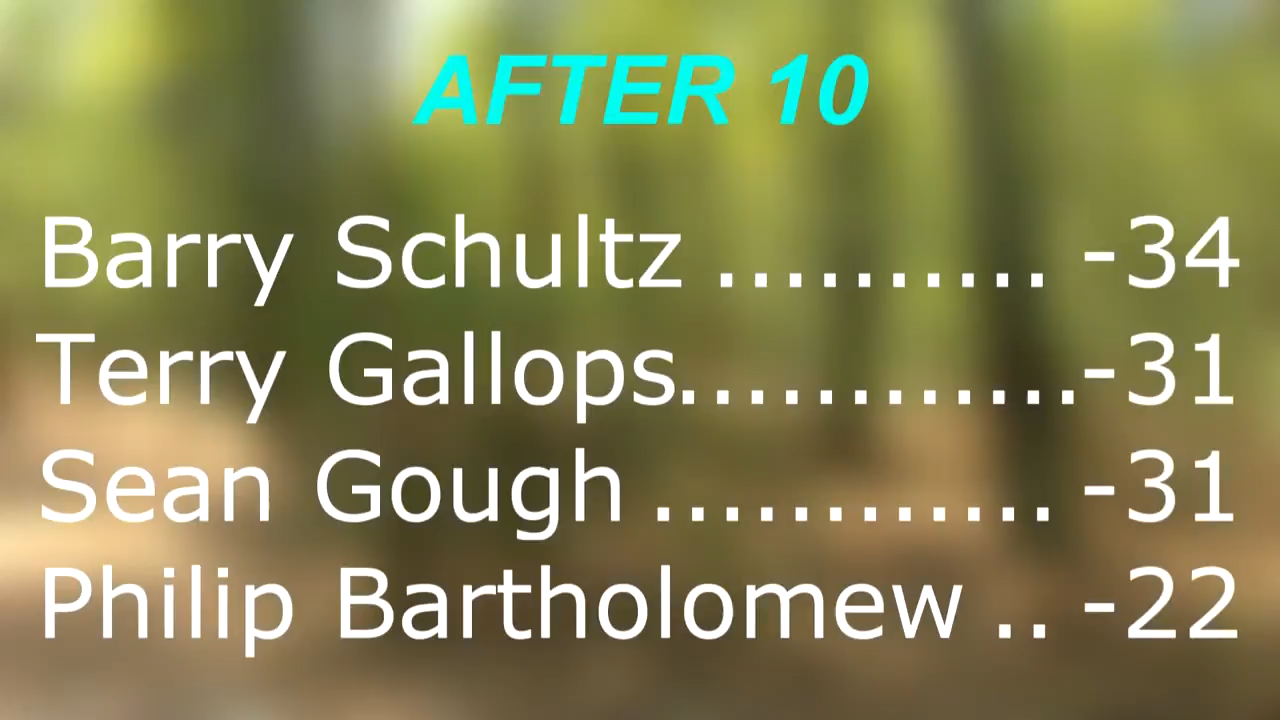 AFTER 10
Barry Schultz .......... -34
Terry Gallops............-31
Sean Gough ............ -31
Philip Bartholomew .. -22